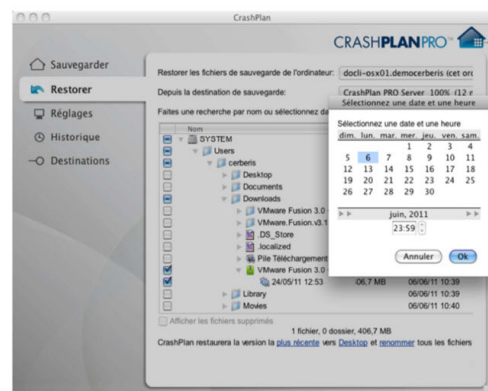 CrashPlan
CRASHPLANPRO™
Sauvegarder
Restorer
Réglages
Historique
Destinations
Restorer les fichiers de sauvegarde de l'ordinateur: docli-osx01.democerberis (cet ord
Depuis la destination de sauvegarde: CrashPlan PRO Server 100% (12 r
Faites une recherche par nom ou sélectionnez da
Nom
SYSTEM
Users
cerberis
Desktop
Documents
Downloads
VMware Fusion 3.0
VMware.Fusion.v3.1
.DS_Store
.localized
Pile Téléchargement
VMware Fusion 3.0
24/05/11 12:53 06,7 MB 06/06/11 10:39
Library 06/06/11 10:39
Movies 06/06/11 10:40
Afficher les fichiers supprimés
1 fichier, 0 dossier, 406,7 MB
CrashPlan restaurera la version la plus récente vers Desktop et renommer tous les fichiers
Sélectionnez une date et une heure
Sélectionnez une date et une heure
dim. lun. mar. mer. jeu. ven. sam.
1 2 3 4
5 6 7 8 9 10 11
12 13 14 15 16 17 18
19 20 21 22 23 24 25
26 27 28 29 30
juin, 2011
23:59
Annuler Ok